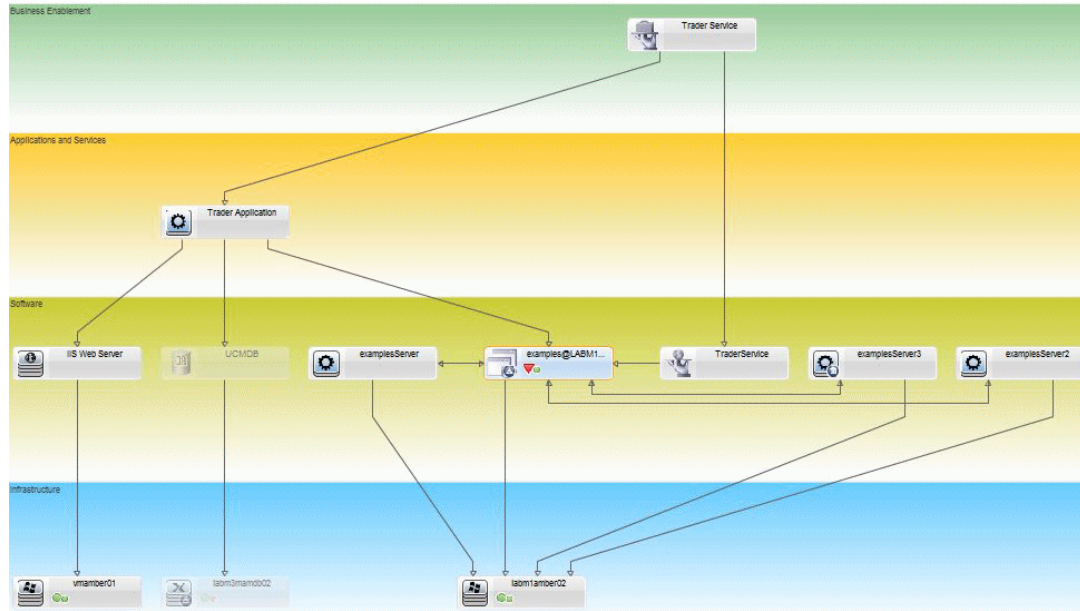 Business Enablement
Trader Service
Applications and Services
Trader Application
Software
IIS Web Server
UCMDB
examplesServer
examples@LABM1...
TraderService
examplesServer3
examplesServer2
Infrastructure
vmamber01
labm3mamdb02
labm1amber02